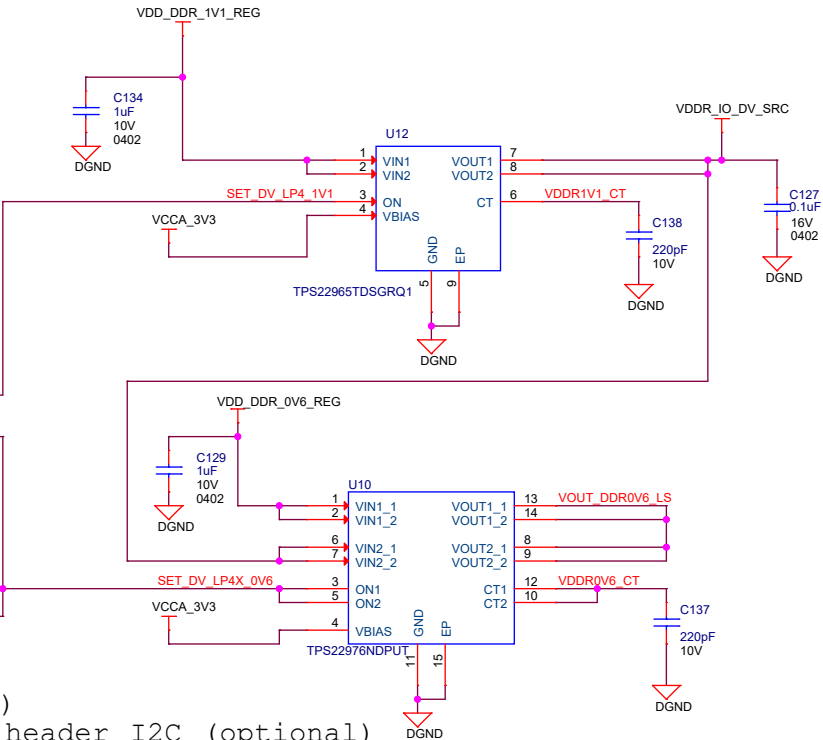 VDD_DDR_1V1_REG
C134
1uF
10V
0402
DGND
VDDR_IO_DV_SRC
U12
1
2
VIN1
VIN2
VOUT1
VOUT2
7
8
SET_DV_LP4_1V1
3
4
ON
VBIAS
CT
6
VDDR1V1_CT
VCCA_3V3
GND
EP
5
9
TPS22965TDSGRQ1
DGND
C138
220pF
10V
DGND
C127
0.1uF
16V
0402
DGND
VDD_DDR_0V6_REG
C129
1uF
10V
0402
DGND
U10
1
2
VIN1_1
VIN1_2
VOUT1_1
VOUT1_2
13
14
VOUT_DDR0V6_LS
6
7
VIN2_1
VIN2_2
VOUT2_1
VOUT2_2
8
9
SET_DV_LP4X_0V6
3
5
ON1
ON2
CT1
CT2
12
10
VDDR0V6_CT
VCCA_3V3
4
VBIAS
GND
EP
11
15
TPS22976NDPUT
DGND
C137
220pF
10V
DGND
)
header I2C (optional)